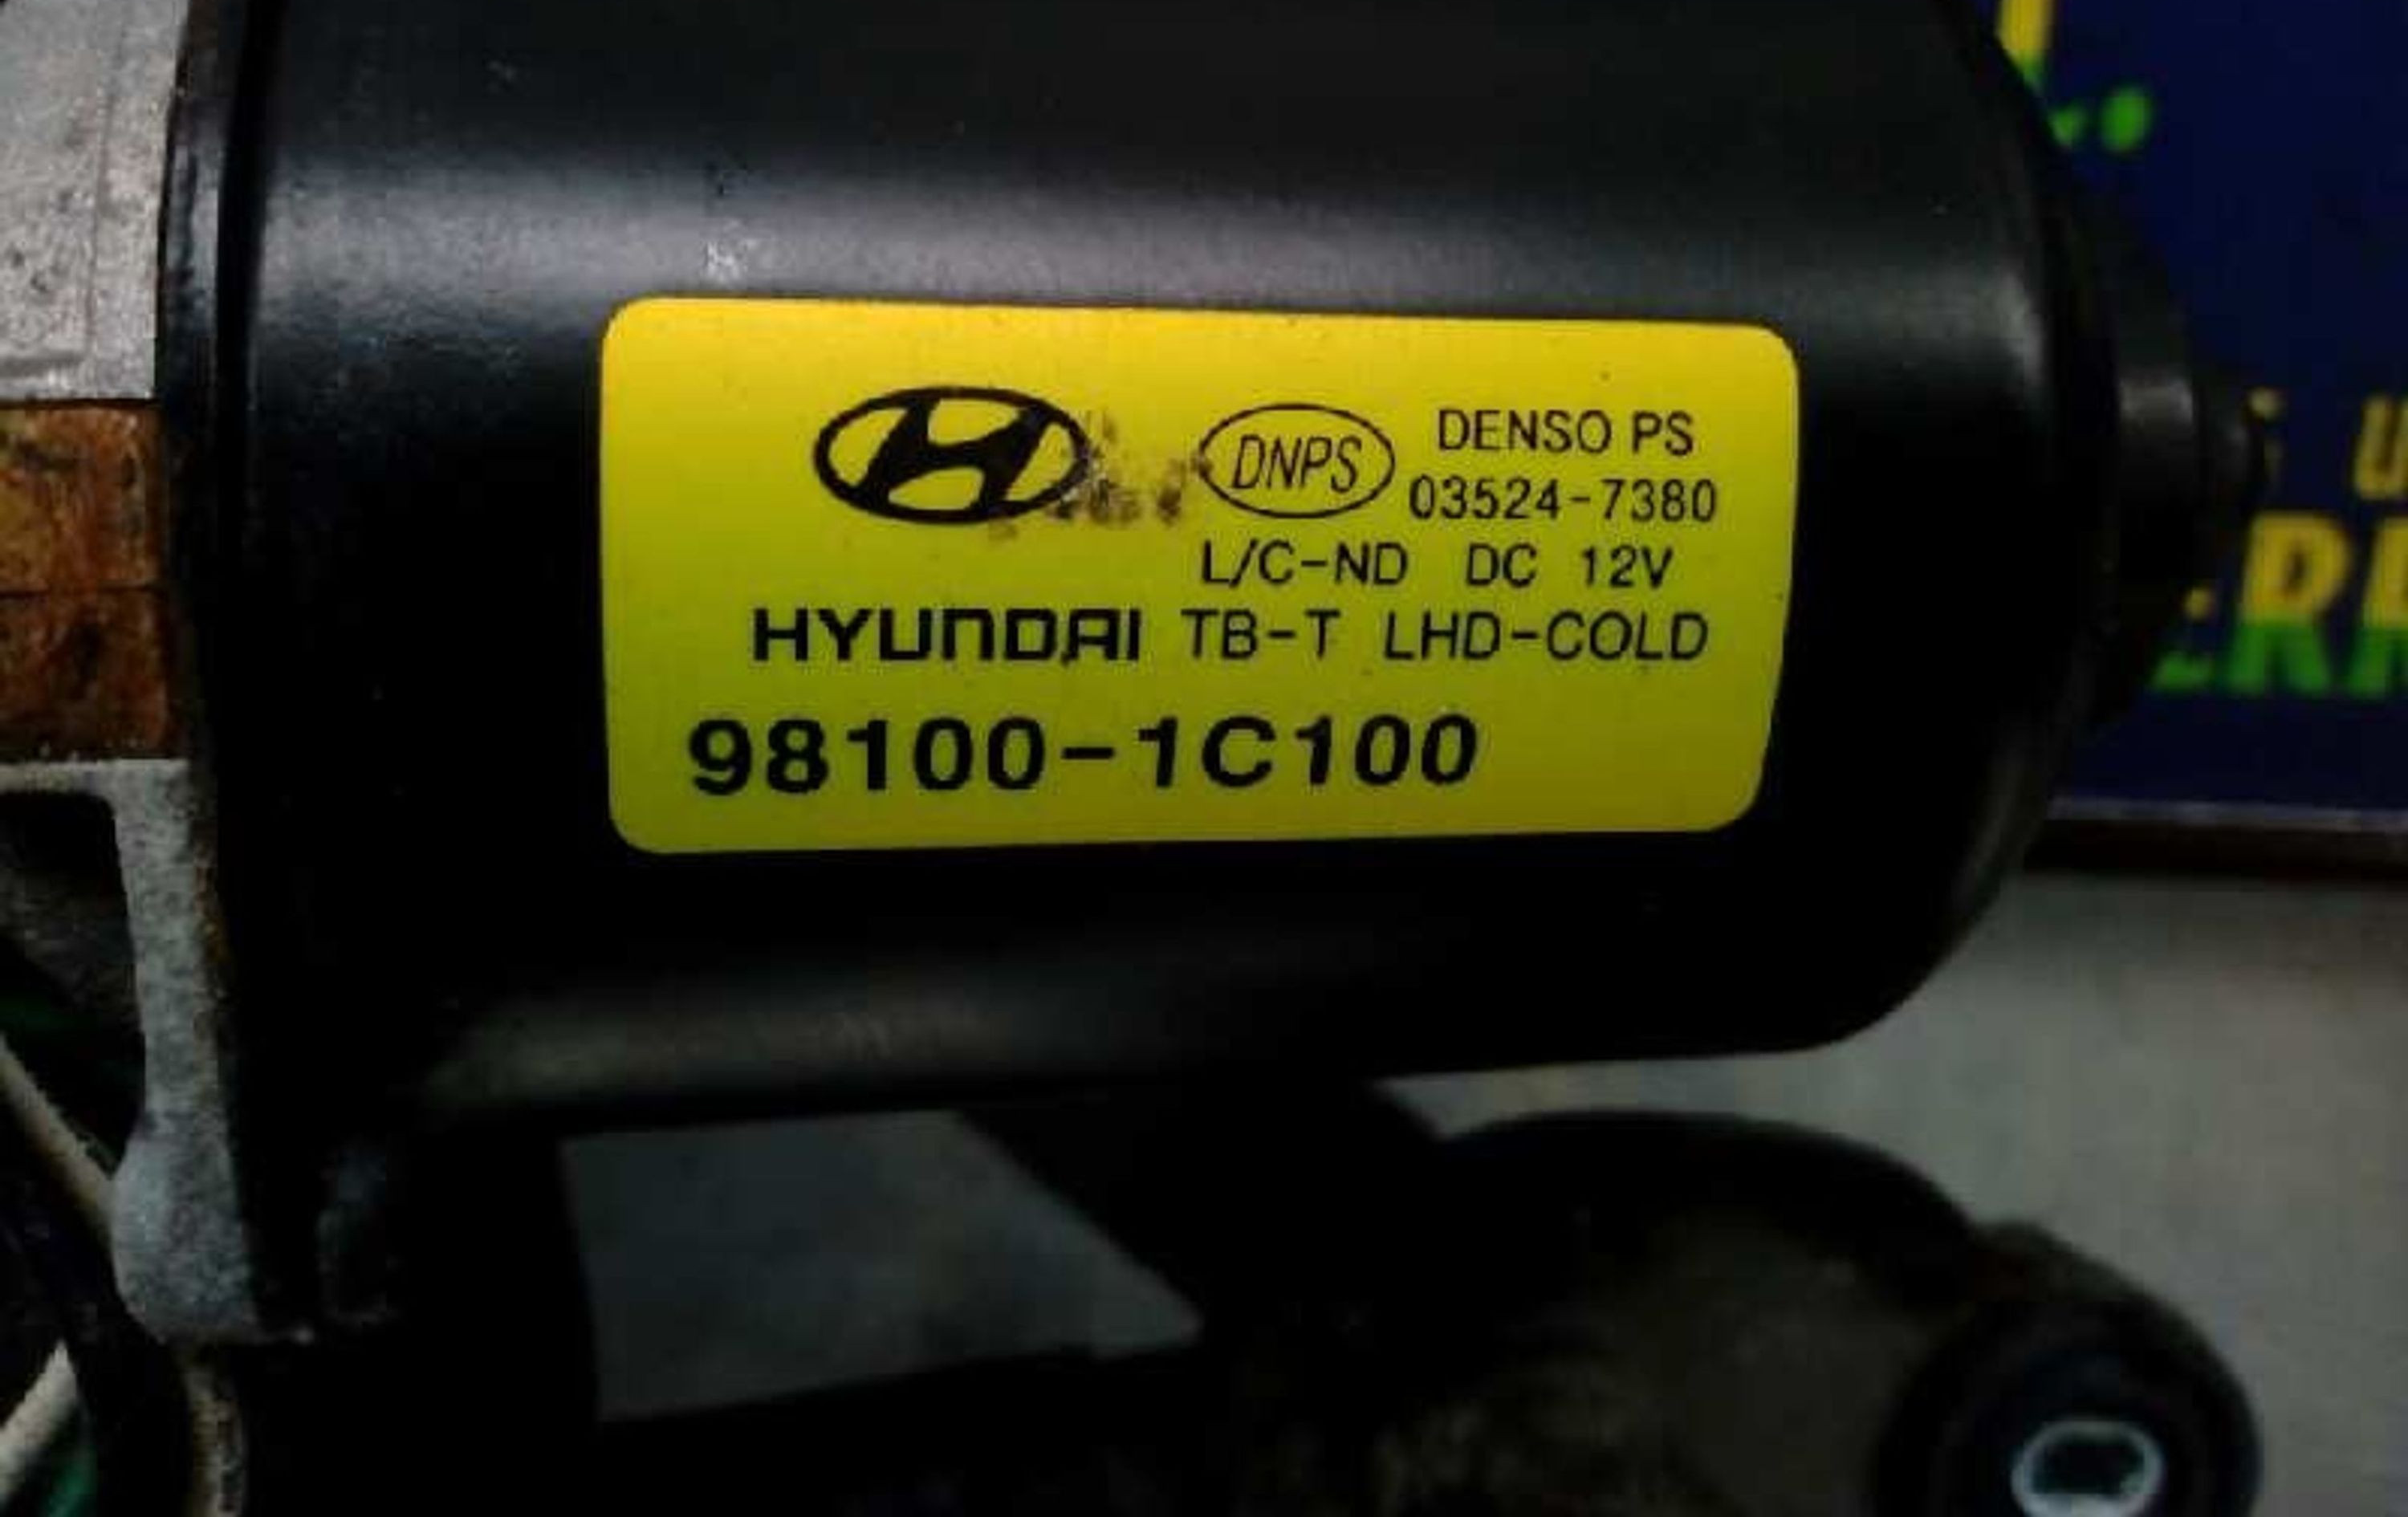 DNPS DENSO PS
03524-7380
L/C-ND DC 12V
HYUNDAI TB-T LHD-COLD
98100-1C100